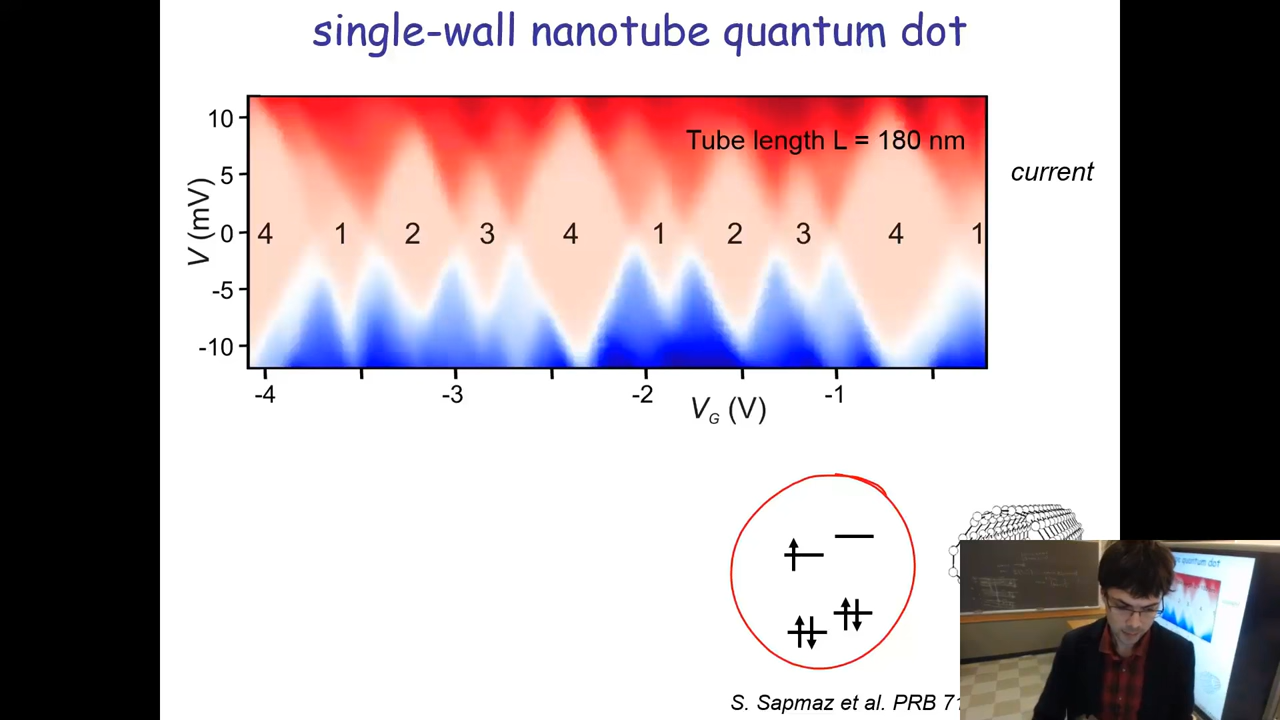 single-wall nanotube quantum dot
10
5
0
-5
-10
V (mV)
Tube length L = 180 nm
current
4 1 2 3 4 1 2 3 4 1
-4 -3 -2 -1
V_G (V)
S. Sapmaz et al. PRB 71